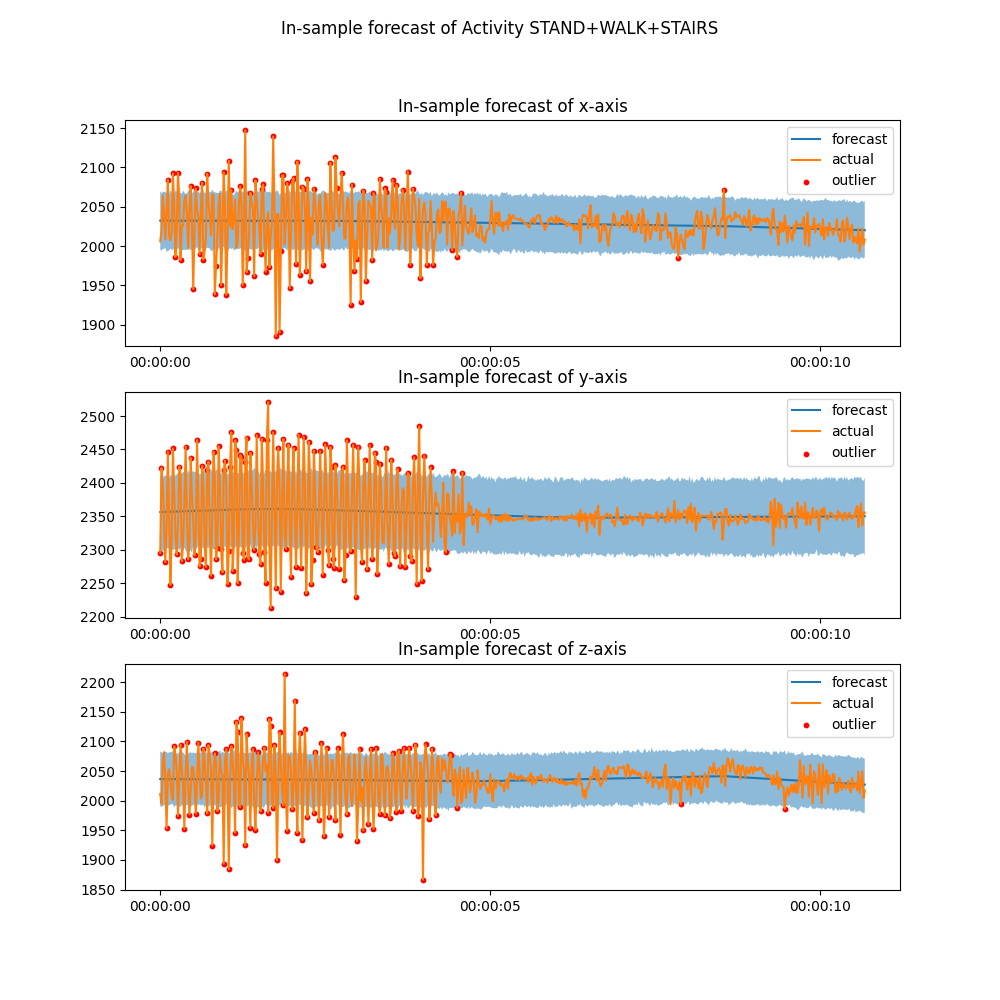 In-sample forecast of Activity STAND+WALK+STAIRS
In-sample forecast of x-axis
2150
2100
2050
2000
1950
1900
forecast
actual
outlier
00:00:00 00:00:05 00:00:10
In-sample forecast of y-axis
2500
2450
2400
2350
2300
2250
2200
forecast
actual
outlier
00:00:00 00:00:05 00:00:10
In-sample forecast of z-axis
2200
2150
2100
2050
2000
1950
1900
1850
forecast
actual
outlier
00:00:00 00:00:05 00:00:10